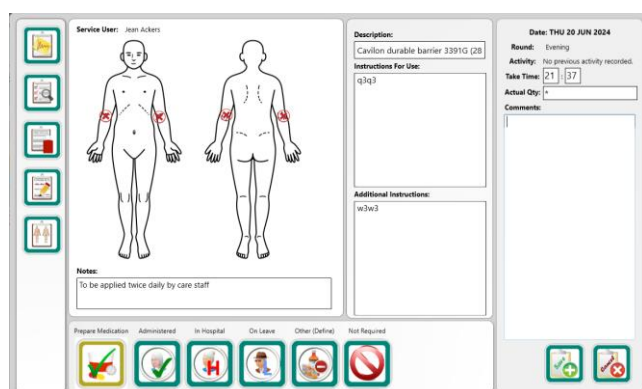 Service User: Jean Ackers
Notes:
To be applied twice daily by care staff
Description:
Cavilon durable barrier 3391G (28
Instructions For Use:
q3q3
Additional Instructions:
w3w3
Date: THU 20 JUN 2024
Round: Evening
Activity: No previous activity recorded.
Take Time: 21 : 37
Actual Qty: *
Comments:
Prepare Medication Administered In Hospital On Leave Other (Define) Not Required
H